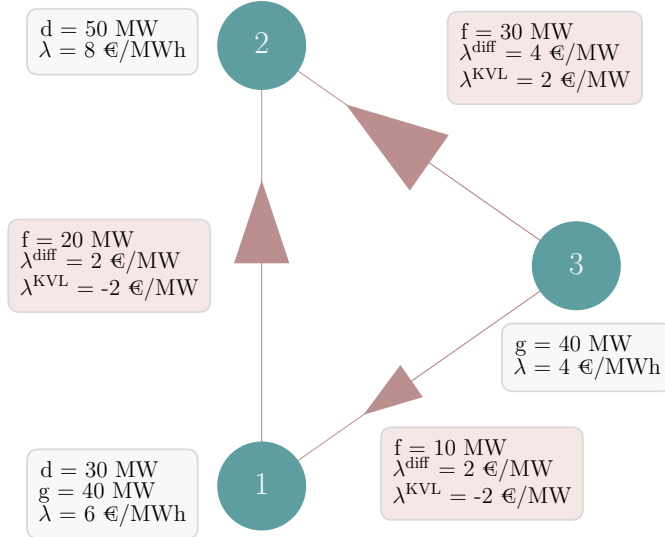 d = 50 MW
λ = 8 €/MWh
2
f = 30 MW
λ^diff = 4 €/MW
λ^KVL = 2 €/MW
f = 20 MW
λ^diff = 2 €/MW
λ^KVL = -2 €/MW
3
g = 40 MW
λ = 4 €/MWh
d = 30 MW
g = 40 MW
λ = 6 €/MWh
1
f = 10 MW
λ^diff = 2 €/MW
λ^KVL = -2 €/MW